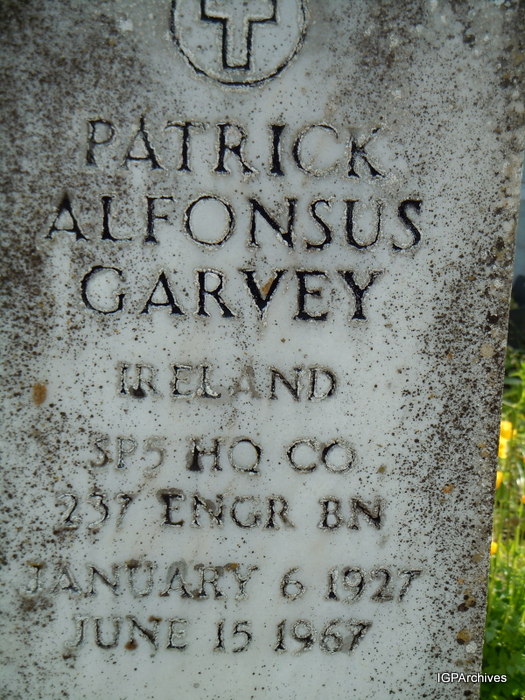 PATRICK
ALFONSUS
GARVEY
IRELAND
SP5 HQ CO
237 ENGR BN
JANUARY 6 1927
JUNE 15 1967
IGPArchives